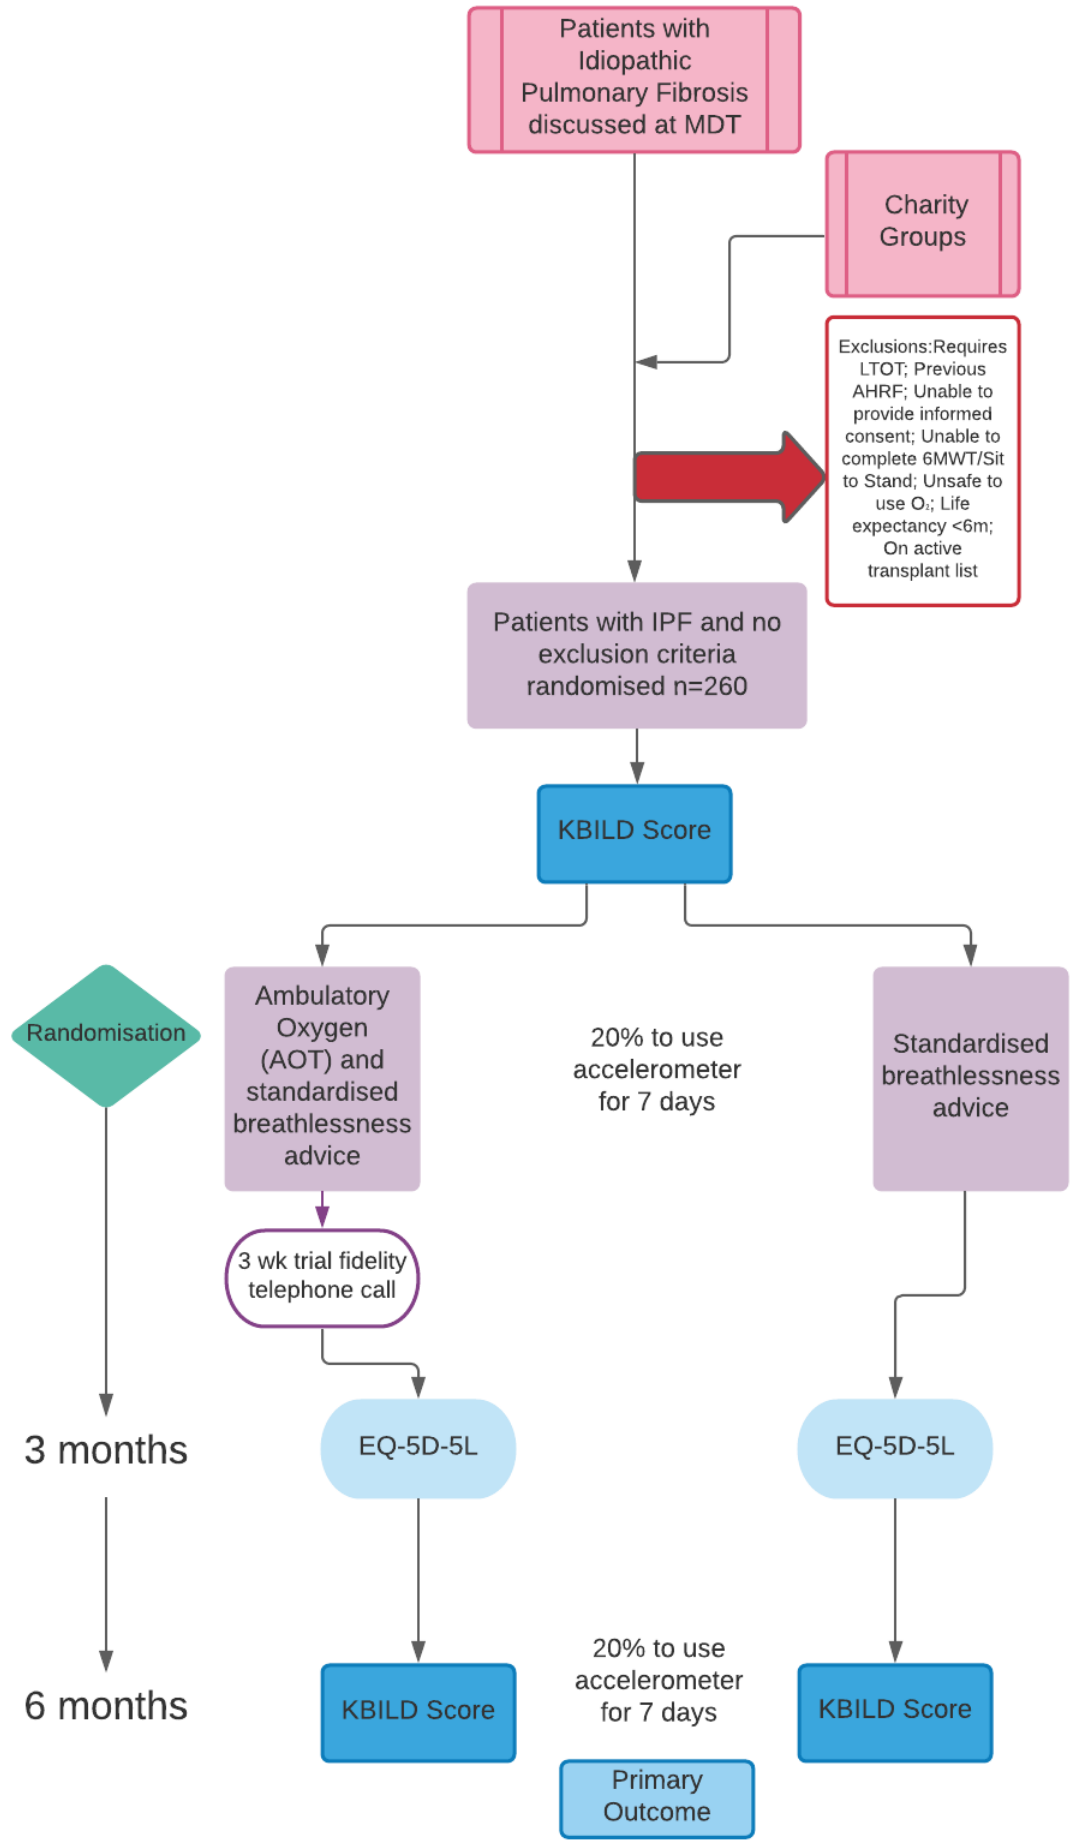 Patients with
Idiopathic
Pulmonary Fibrosis
discussed at MDT
Charity
Groups
Exclusions:Requires
LTOT; Previous
AHRF; Unable to
provide informed
consent; Unable to
complete 6MWT/Sit
to Stand; Unsafe to
use O₂; Life
expectancy <6m;
On active
transplant list
Patients with IPF and no
exclusion criteria
randomised n=260
KBILD Score
Randomisation
Ambulatory
Oxygen
(AOT) and
standardised
breathlessness
advice
20% to use
accelerometer
for 7 days
Standardised
breathlessness
advice
3 wk trial fidelity
telephone call
3 months
EQ-5D-5L
EQ-5D-5L
6 months
KBILD Score
20% to use
accelerometer
for 7 days
KBILD Score
Primary
Outcome